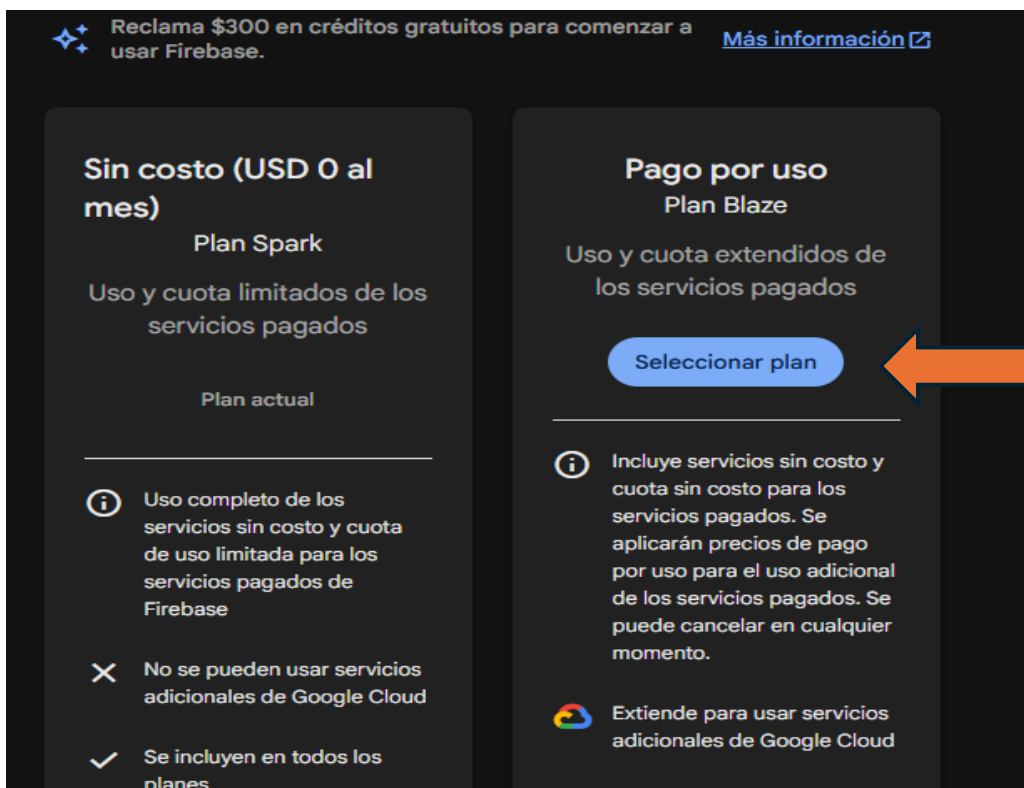 Reclama $300 en créditos gratuitos para comenzar a
usar Firebase.
Más información
Sin costo (USD 0 al
mes)
Plan Spark
Uso y cuota limitados de los
servicios pagados
Plan actual
Uso completo de los
servicios sin costo y cuota
de uso limitada para los
servicios pagados de
Firebase
No se pueden usar servicios
adicionales de Google Cloud
Se incluyen en todos los
planes
Pago por uso
Plan Blaze
Uso y cuota extendidos de
los servicios pagados
Seleccionar plan
Incluye servicios sin costo y
cuota sin costo para los
servicios pagados. Se
aplicarán precios de pago
por uso para el uso adicional
de los servicios pagados. Se
puede cancelar en cualquier
momento.
Extiende para usar servicios
adicionales de Google Cloud